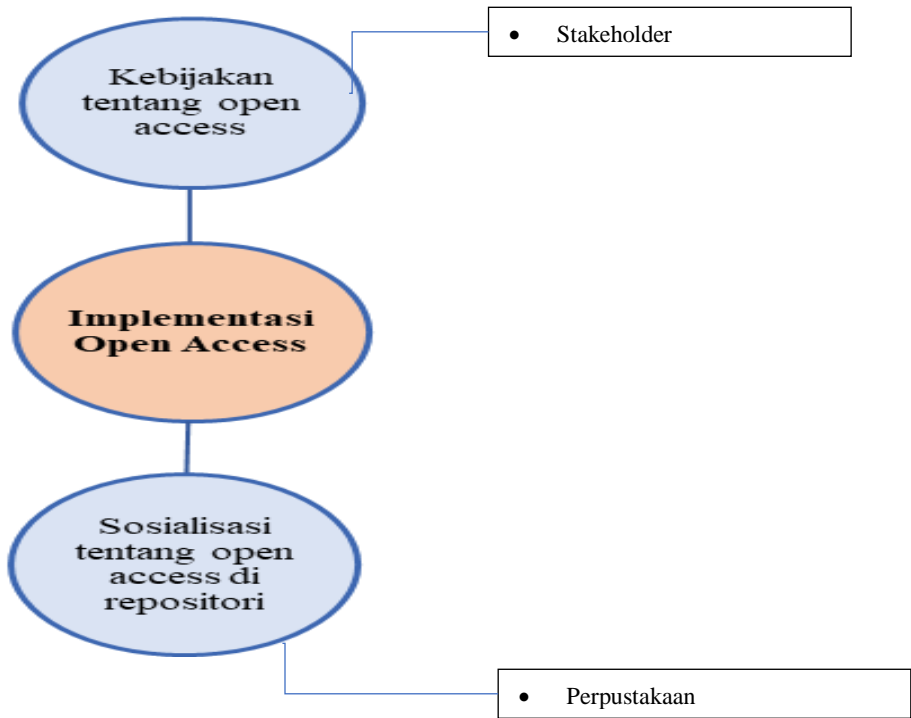 • Stakeholder
Kebijakan
tentang open
access
Implementasi
Open Access
Sosialisasi
tentang open
access di
repositori
• Perpustakaan